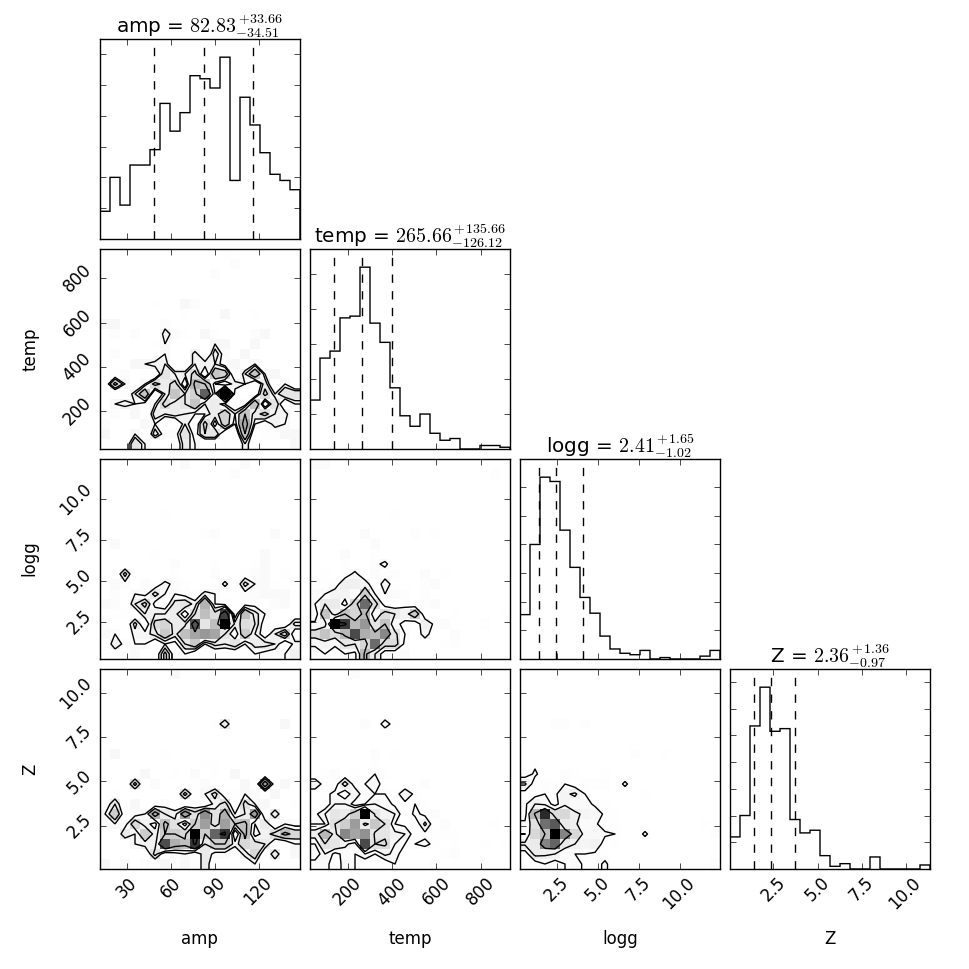 amp = 82.83 +33.66 −34.51
temp = 265.66 +135.66 −126.12
temp
800
600
400
200
logg = 2.41 +1.65 −1.02
logg
10.0
7.5
5.0
2.5
Z = 2.36 +1.36 −0.97
Z
10.0
7.5
5.0
2.5
30 60 90 120 200 400 600 800 2.5 5.0 7.5 10.0 2.5 5.0 7.5 10.0
amp temp logg Z